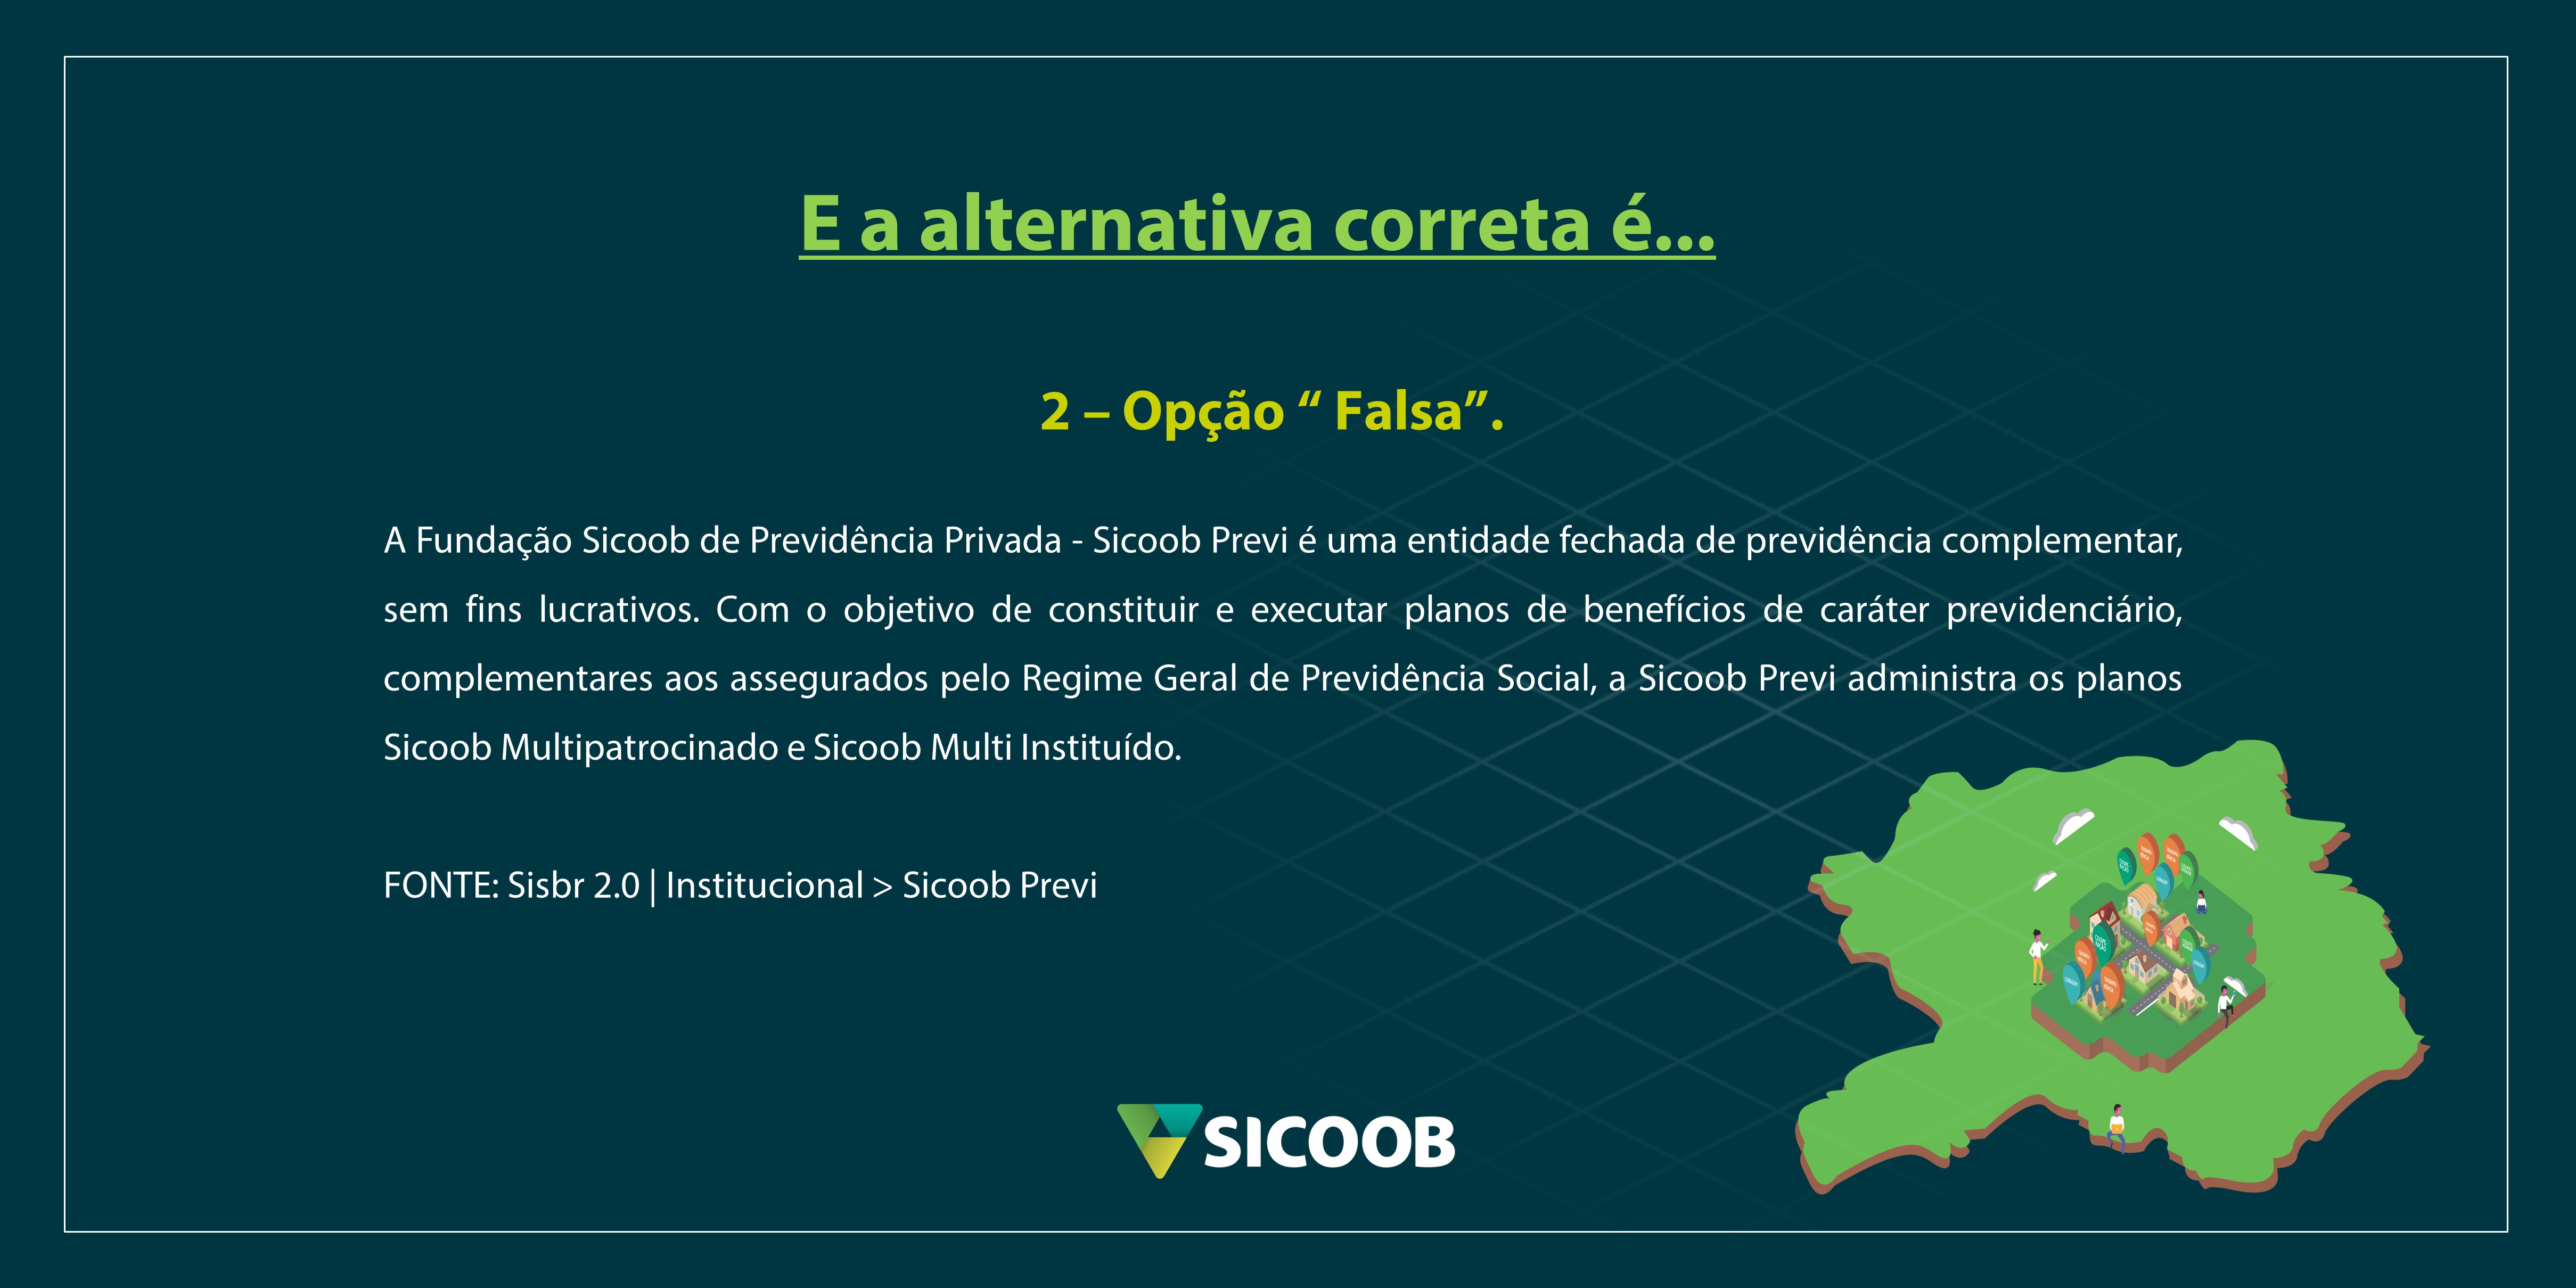 E a alternativa correta é...
2 – Opção “ Falsa”.
A Fundação Sicoob de Previdência Privada - Sicoob Previ é uma entidade fechada de previdência complementar,
sem fins lucrativos. Com o objetivo de constituir e executar planos de benefícios de caráter previdenciário,
complementares aos assegurados pelo Regime Geral de Previdência Social, a Sicoob Previ administra os planos
Sicoob Multipatrocinado e Sicoob Multi Instituído.
FONTE: Sisbr 2.0 | Institucional > Sicoob Previ
SICOOB